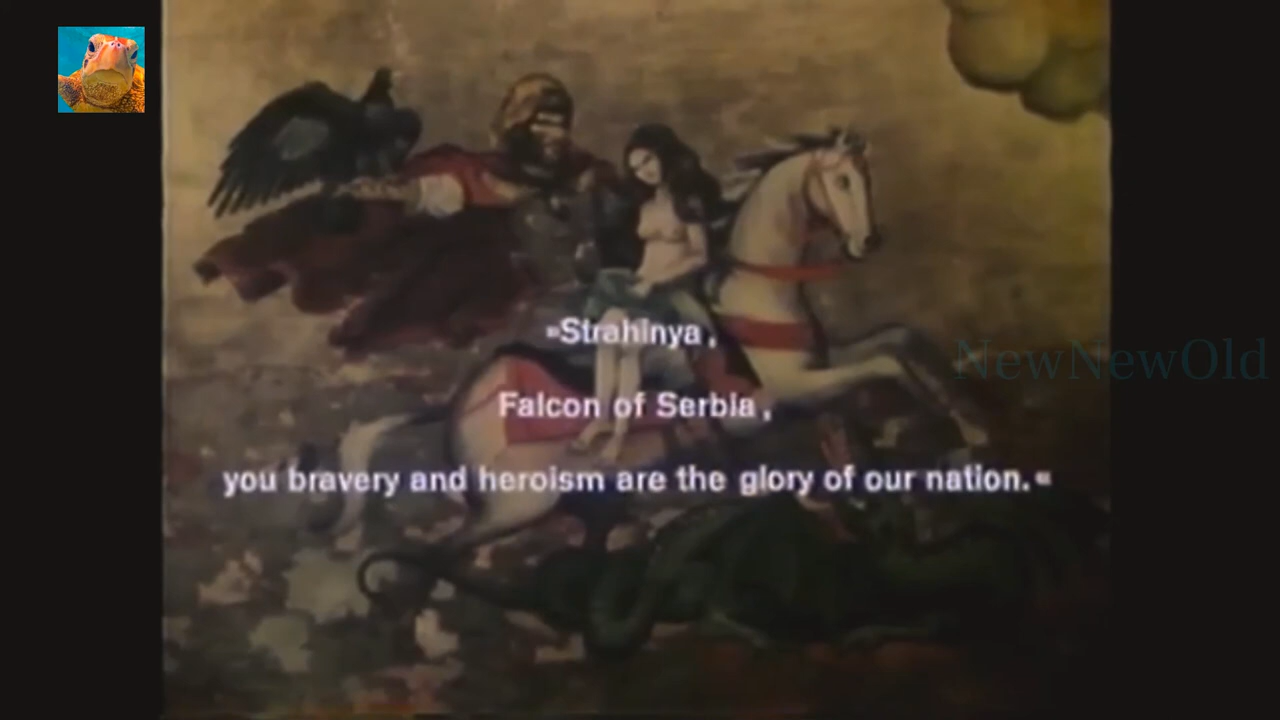 »Strahinya,
Falcon of Serbia,
you bravery and heroism are the glory of our nation.«
NewNewOld